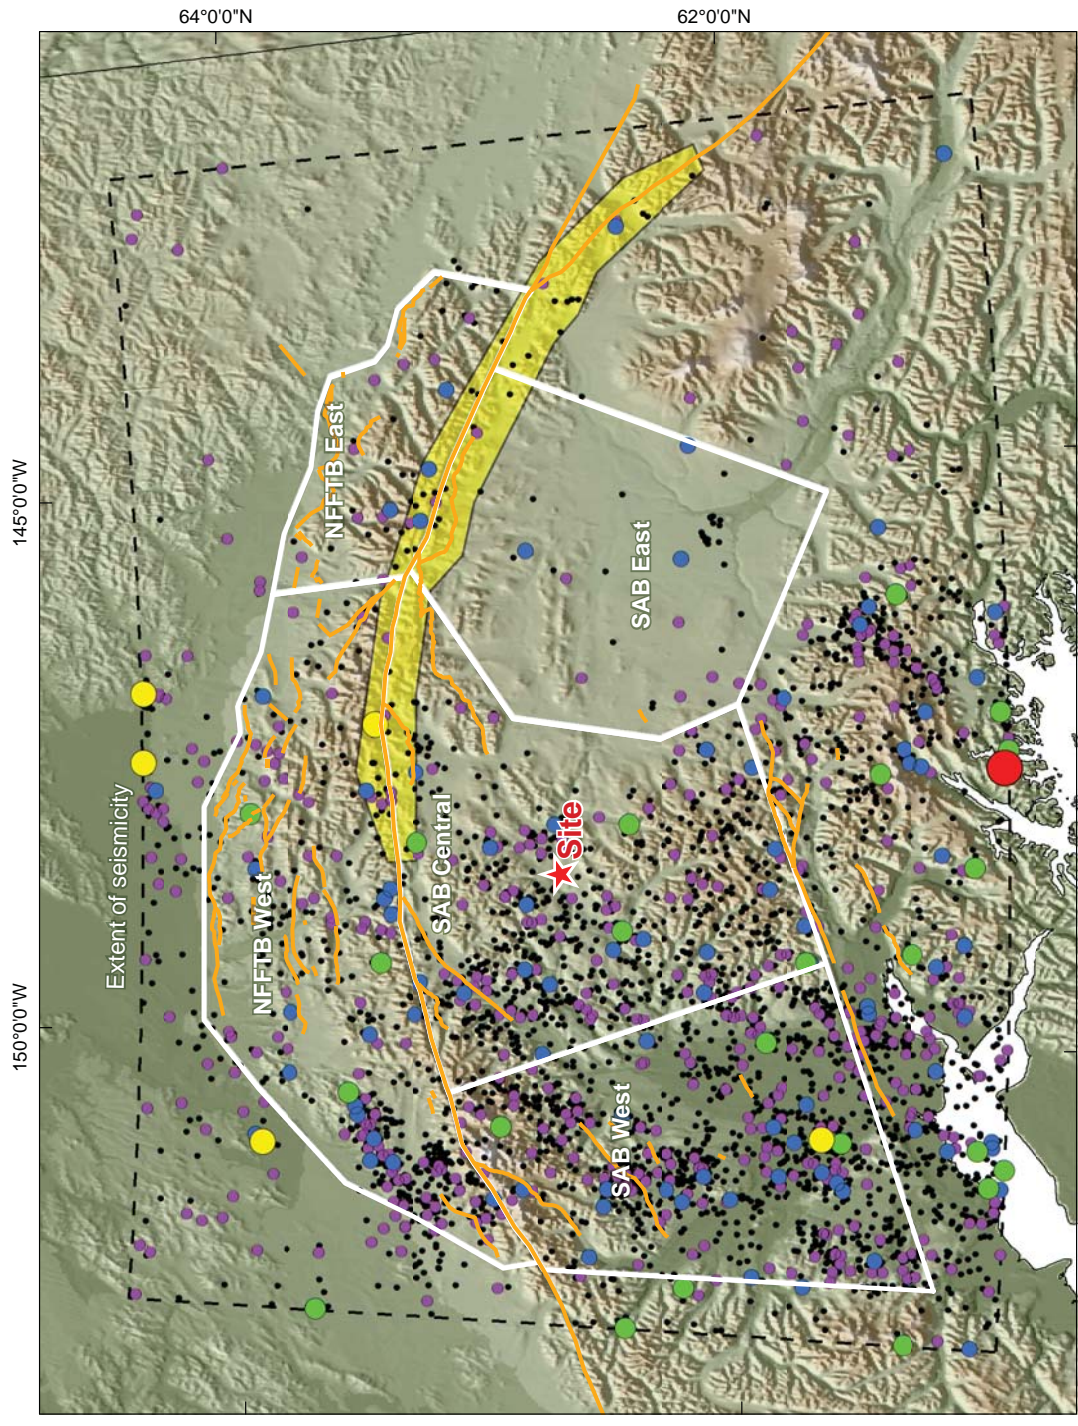 64°0'0"N
62°0'0"N
145°0'0"W
150°0'0"W
NFFTB East
SAB East
Extent of seismicity
NFFTB West
SAB Central
Site
SAB West